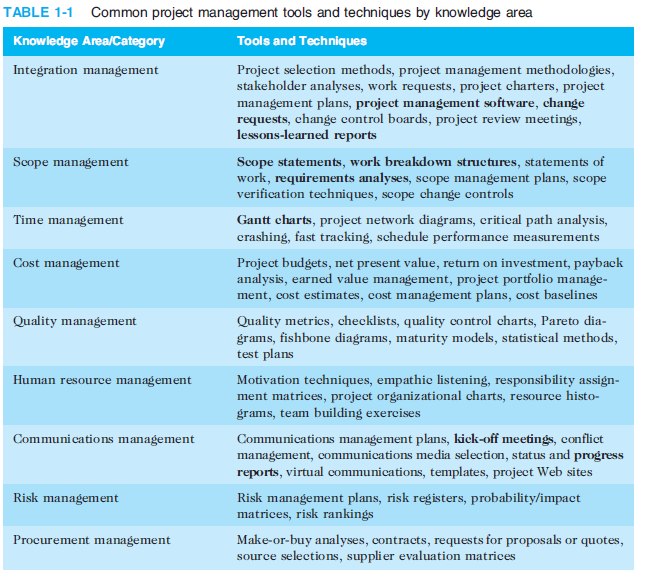 TABLE 1-1 Common project management tools and techniques by knowledge area
Knowledge Area/Category Tools and Techniques
Integration management Project selection methods, project management methodologies,
stakeholder analyses, work requests, project charters, project
management plans, project management software, change
requests, change control boards, project review meetings,
lessons-learned reports
Scope management Scope statements, work breakdown structures, statements of
work, requirements analyses, scope management plans, scope
verification techniques, scope change controls
Time management Gantt charts, project network diagrams, critical path analysis,
crashing, fast tracking, schedule performance measurements
Cost management Project budgets, net present value, return on investment, payback
analysis, earned value management, project portfolio manage-
ment, cost estimates, cost management plans, cost baselines
Quality management Quality metrics, checklists, quality control charts, Pareto dia-
grams, fishbone diagrams, maturity models, statistical methods,
test plans
Human resource management Motivation techniques, empathic listening, responsibility assign-
ment matrices, project organizational charts, resource histo-
grams, team building exercises
Communications management Communications management plans, kick-off meetings, conflict
management, communications media selection, status and progress
reports, virtual communications, templates, project Web sites
Risk management Risk management plans, risk registers, probability/impact
matrices, risk rankings
Procurement management Make-or-buy analyses, contracts, requests for proposals or quotes,
source selections, supplier evaluation matrices